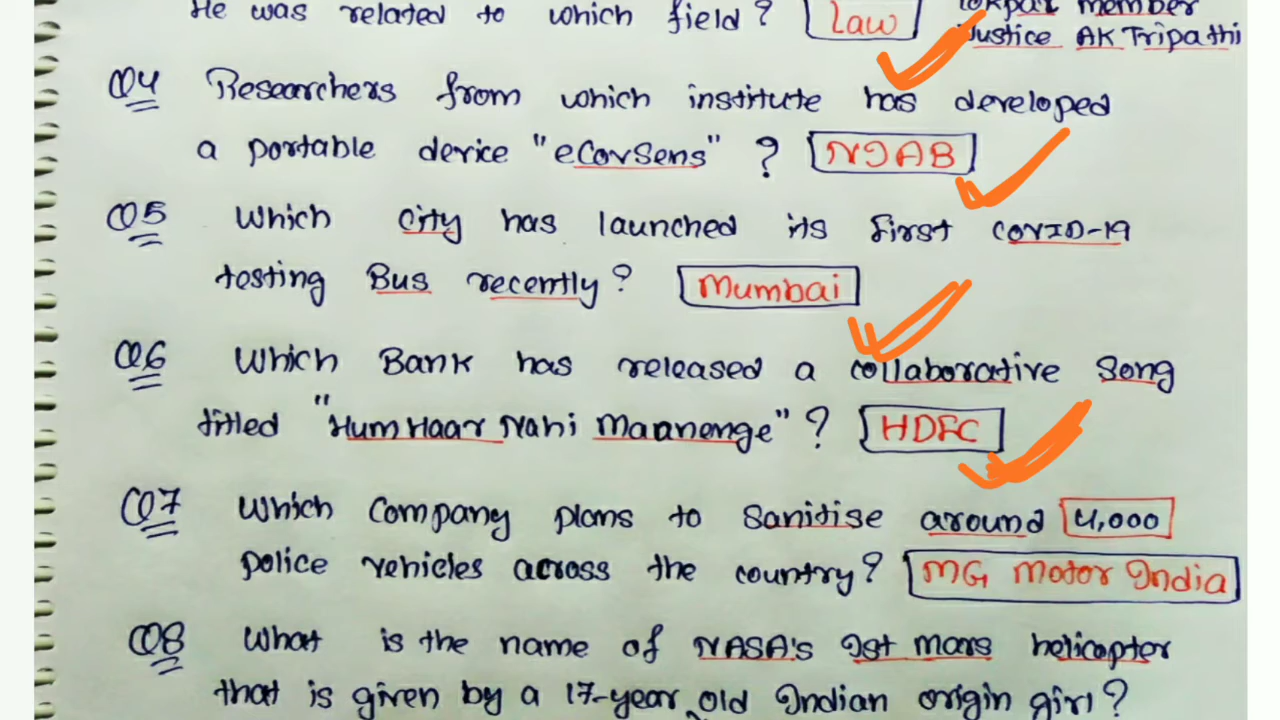 He was related to which field? Law
Lokpal member
Justice AK Tripathi
Q4 Researchers from which institute has developed
a portable device "eCovSens" ? NIAB
Q5 Which city has launched its first COVID-19
testing Bus recently? Mumbai
Q6 Which Bank has released a collaborative Song
titled "Hum Haar Nahi Maanenge" ? HDFC
Q7 Which Company plans to Sanitise around 4,000
police vehicles across the country? MG Motor India
Q8 What is the name of NASA's 1st Mars helicopter
that is given by a 17-year old Indian origin girl?